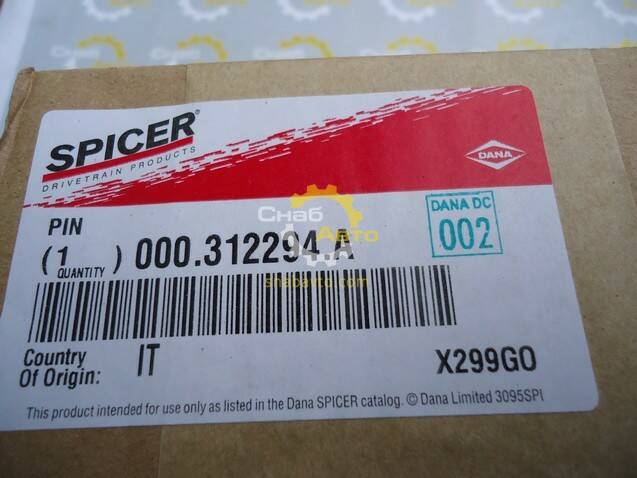 SPICER®
DRIVETRAIN PRODUCTS
DANA
PIN
DANA DC
002
(1) 000.312294 A
QUANTITY
Снаб
Авто
snabavto.com
Country
Of Origin: IT X299GO
This product intended for use only as listed in the Dana SPICER catalog. © Dana Limited 3095SPI